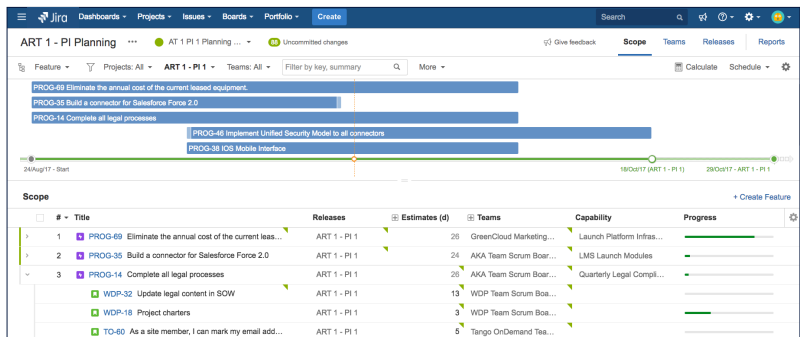 Jira Dashboards Projects Issues Boards Portfolio Create Search
ART 1 - PI Planning ••• AT 1 PI 1 Planning ... 88 Uncommitted changes Give feedback Scope Teams Releases Reports
Feature Projects: All ART 1 - PI 1 Teams: All Filter by key, summary More Calculate Schedule
PROG-69 Eliminate the annual cost of the current leased equipment.
PROG-35 Build a connector for Salesforce Force 2.0
PROG-14 Complete all legal processes
PROG-46 Implement Unified Security Model to all connectors
PROG-38 IOS Mobile Interface
24/Aug/17 - Start 18/Oct/17 (ART 1 - PI 1) 29/Oct/17 - ART 1 - PI 1
Scope + Create Feature
# Title Releases Estimates (d) Teams Capability Progress
1 PROG-69 Eliminate the annual cost of the current leas... ART 1 - PI 1 26 GreenCloud Marketing... Launch Platform Infras...
2 PROG-35 Build a connector for Salesforce Force 2.0 ART 1 - PI 1 24 AKA Team Scrum Boa... LMS Launch Modules
3 PROG-14 Complete all legal processes ART 1 - PI 1 26 AKA Team Scrum Boa... Quarterly Legal Compli...
WDP-32 Update legal content in SOW ART 1 - PI 1 13 WDP Team Scrum Boa...
WDP-18 Project charters ART 1 - PI 1 3 WDP Team Scrum Boa...
TO-60 As a site member, I can mark my email add... ART 1 - PI 1 5 Tango OnDemand Tea...